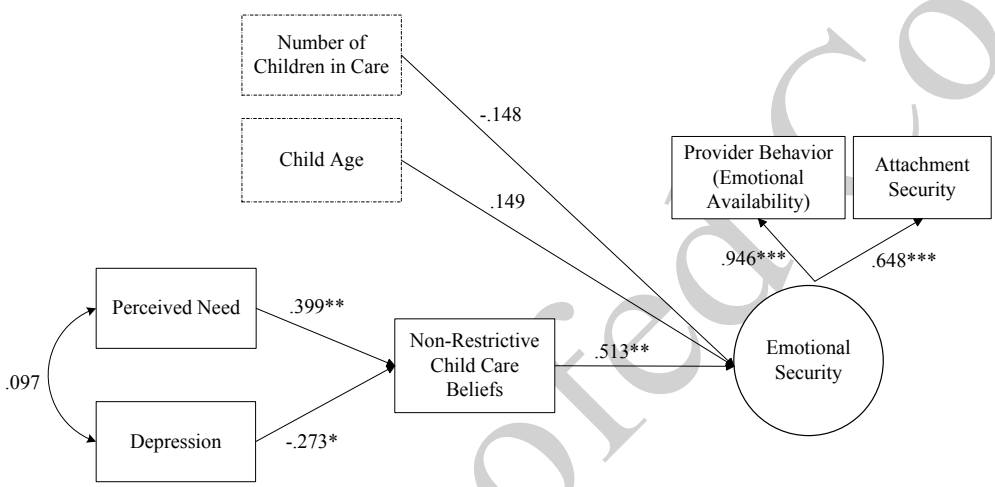 Number of
Children in Care
-.148
Child Age
.149
Provider Behavior
(Emotional
Availability)
Attachment
Security
.946***
.648***
Perceived Need
.399**
Non-Restrictive
Child Care
Beliefs
.513**
Emotional
Security
.097
Depression
-.273*